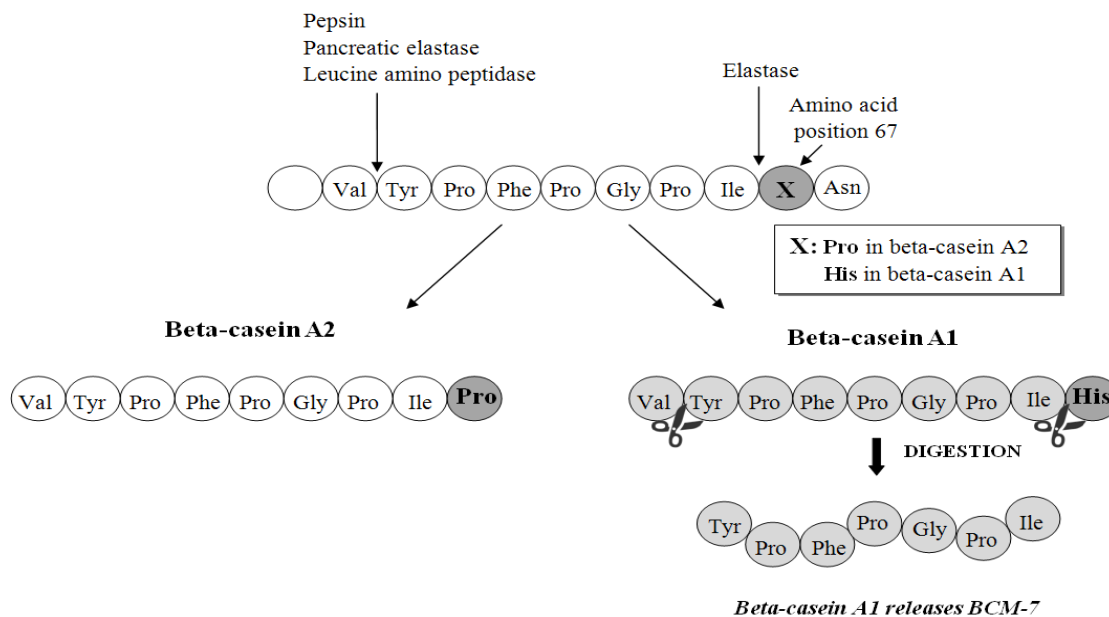 Pepsin
Pancreatic elastase
Leucine amino peptidase
Elastase
Amino acid
position 67
Val Tyr Pro Phe Pro Gly Pro Ile X Asn
X: Pro in beta-casein A2
His in beta-casein A1
Beta-casein A2
Beta-casein A1
Val Tyr Pro Phe Pro Gly Pro Ile Pro
Val Tyr Pro Phe Pro Gly Pro Ile His
DIGESTION
Tyr Pro Phe Pro Gly Pro Ile
Beta-casein A1 releases BCM-7